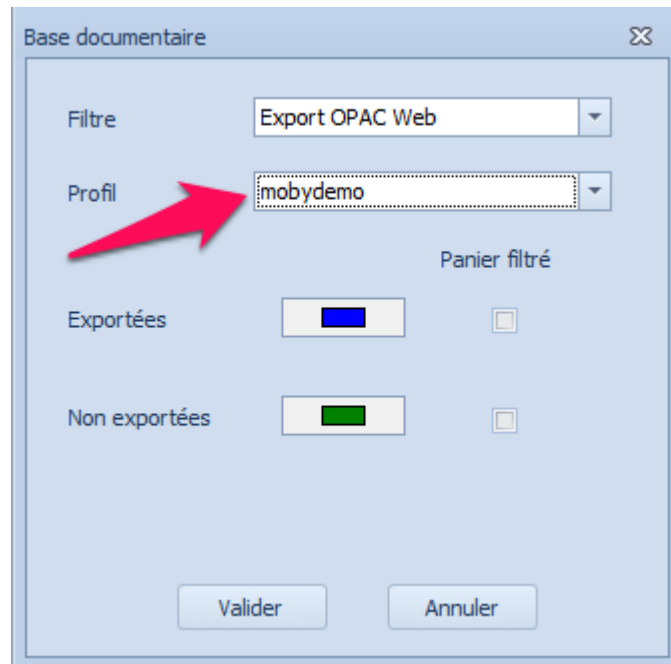 Base documentaire
Filtre Export OPAC Web
Profil mobydemo
Panier filtré
Exportées
Non exportées
Valider Annuler